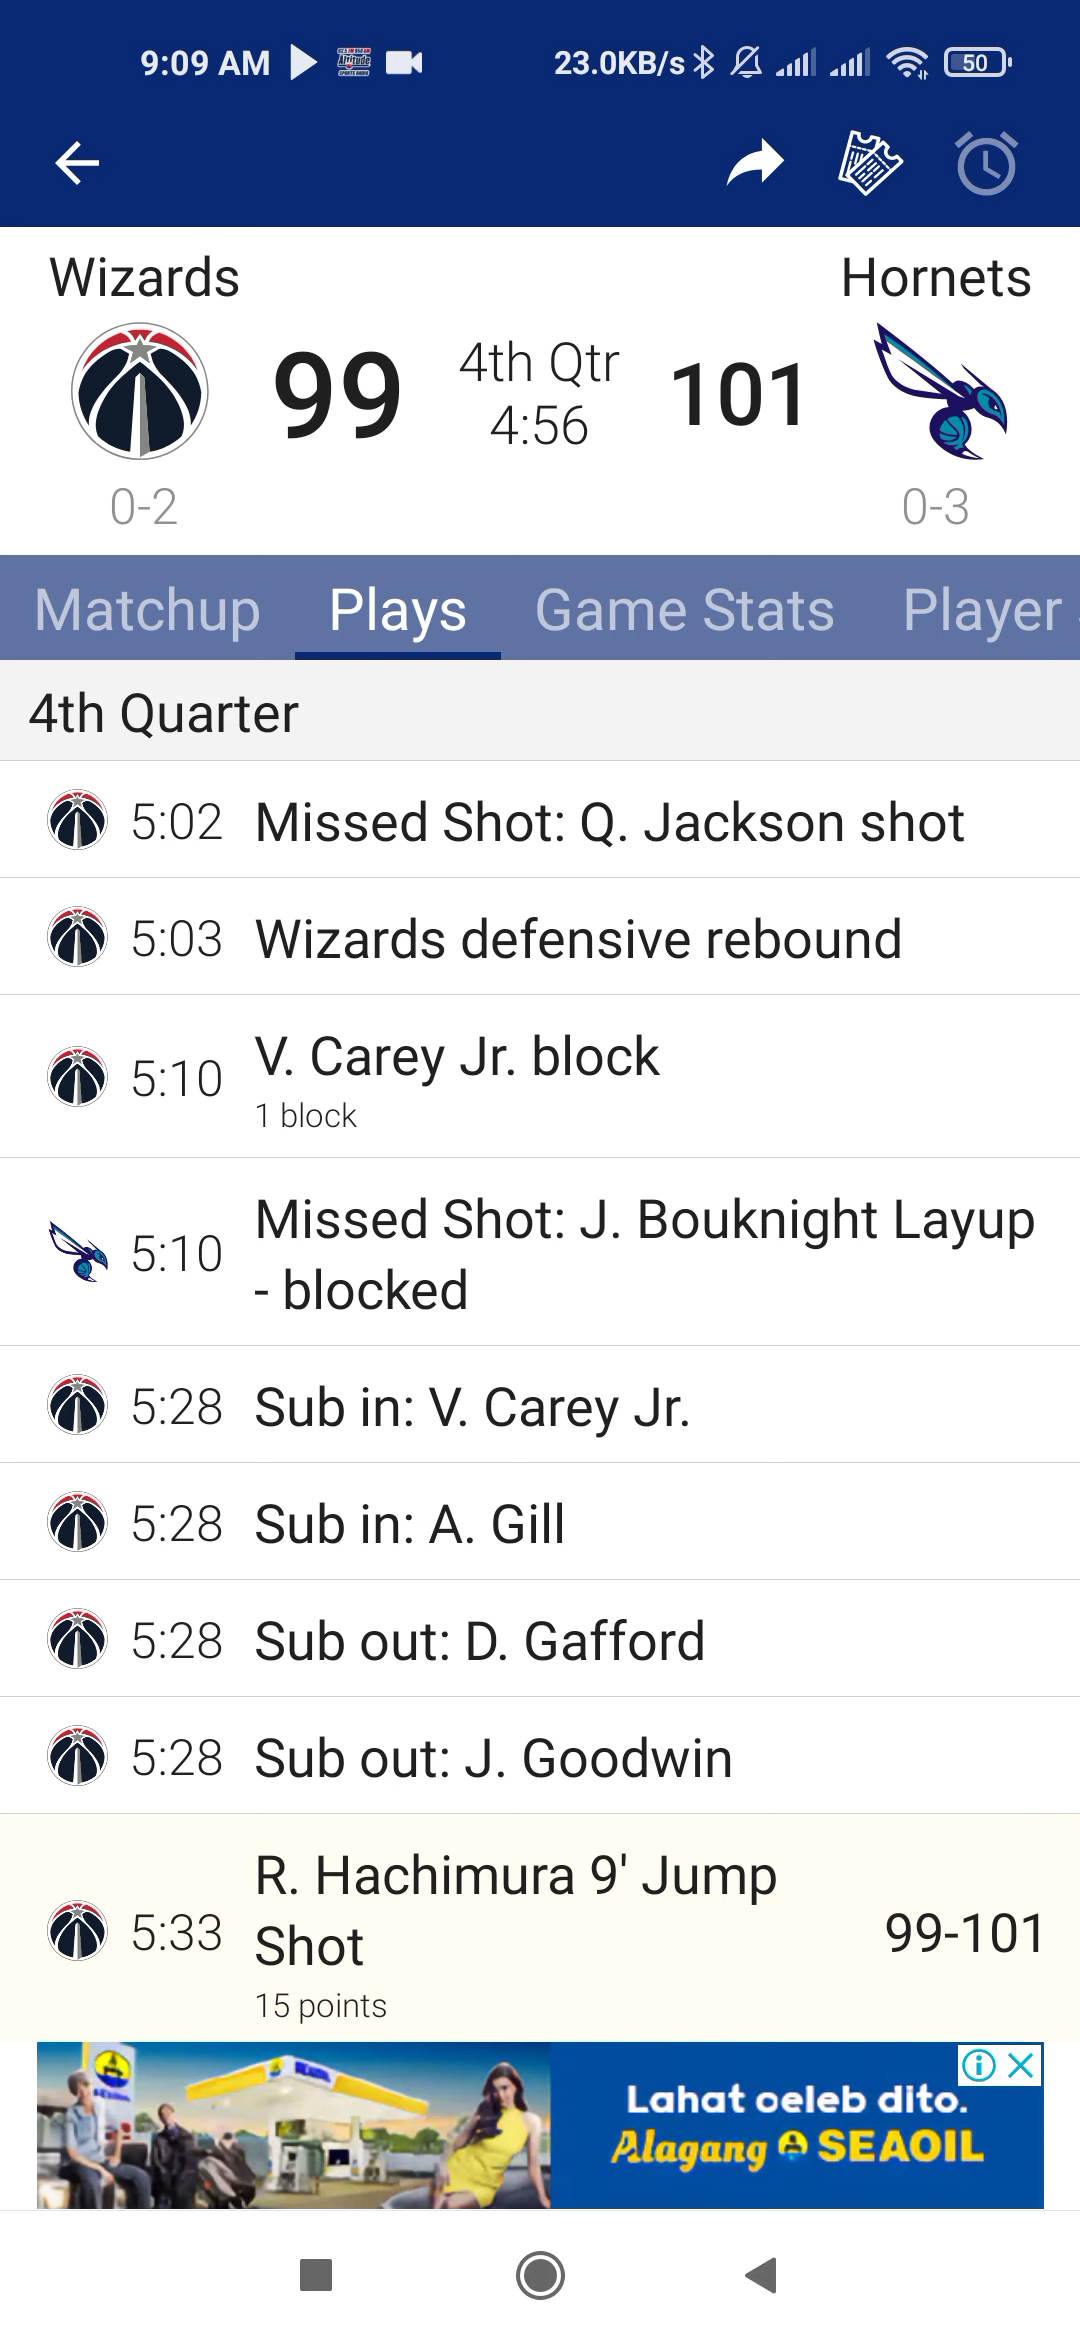 9:09 AM
23.0KB/s
50
Wizards
Hornets
99
4th Qtr
4:56
101
0-2
0-3
Matchup
Plays
Game Stats
Player
4th Quarter
5:02 Missed Shot: Q. Jackson shot
5:03 Wizards defensive rebound
5:10 V. Carey Jr. block
1 block
5:10 Missed Shot: J. Bouknight Layup
- blocked
5:28 Sub in: V. Carey Jr.
5:28 Sub in: A. Gill
5:28 Sub out: D. Gafford
5:28 Sub out: J. Goodwin
5:33 R. Hachimura 9' Jump
Shot
99-101
15 points
Lahat celeb dito.
Alagang SEAOIL